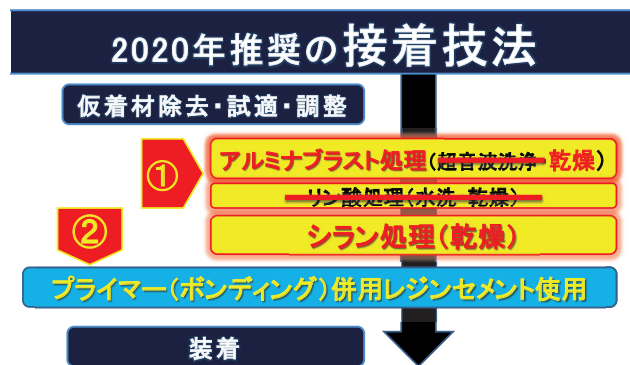 2020年推奨の接着技法
仮着材除去・試適・調整
①
アルミナブラスト処理(超音波洗浄 乾燥)
リン酸処理(水洗 乾燥)
シラン処理(乾燥)
②
プライマー(ボンディング)併用レジンセメント使用
装着